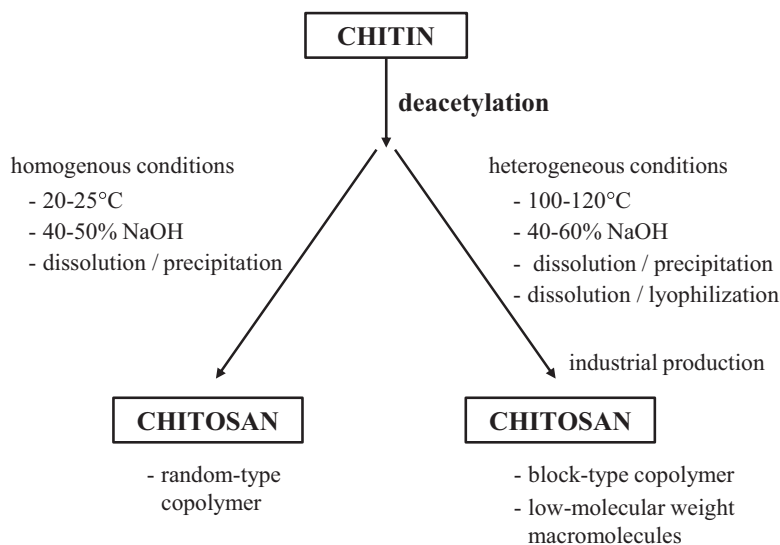 CHITIN
deacetylation
homogenous conditions
- 20-25°C
- 40-50% NaOH
- dissolution / precipitation
heterogeneous conditions
- 100-120°C
- 40-60% NaOH
- dissolution / precipitation
- dissolution / lyophilization
industrial production
CHITOSAN
- random-type
copolymer
CHITOSAN
- block-type copolymer
- low-molecular weight
macromolecules